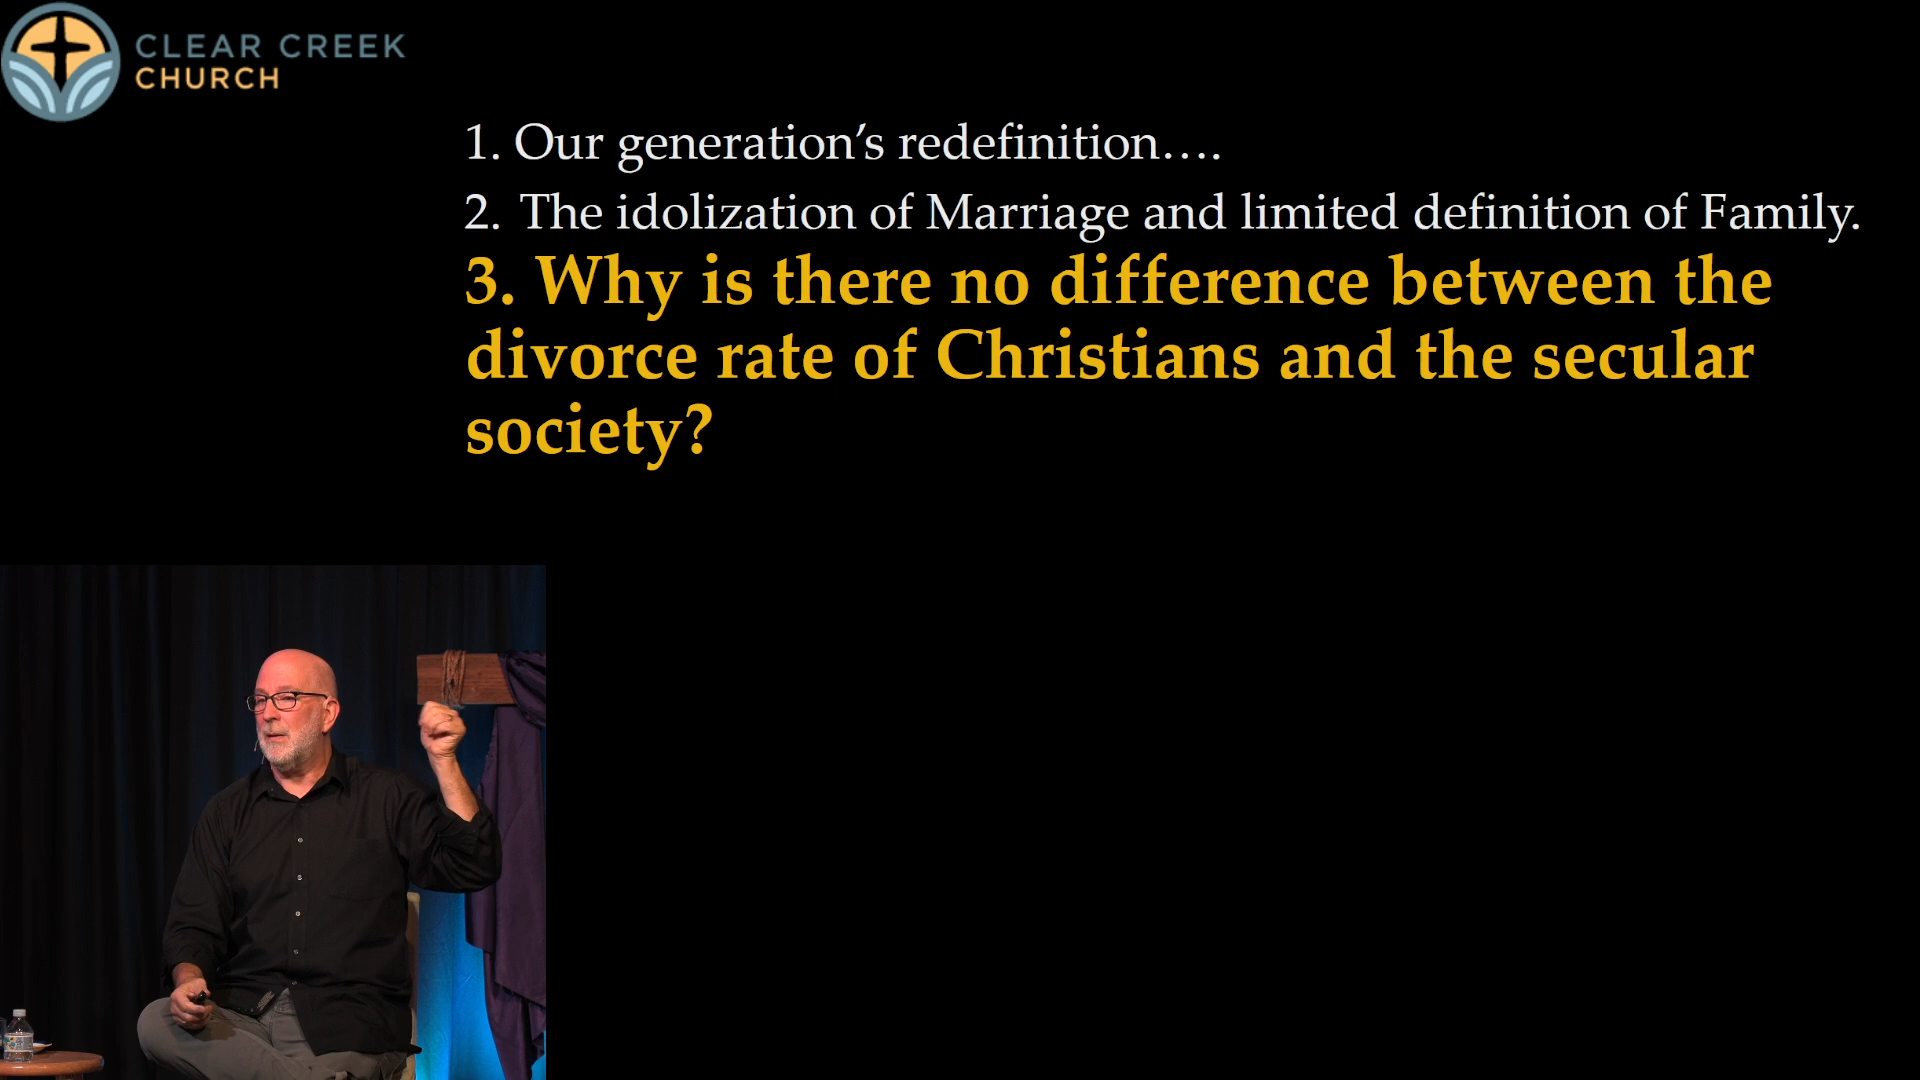 CLEAR CREEK
CHURCH
1. Our generation’s redefinition….
2. The idolization of Marriage and limited definition of Family.
3. Why is there no difference between the
divorce rate of Christians and the secular
society?